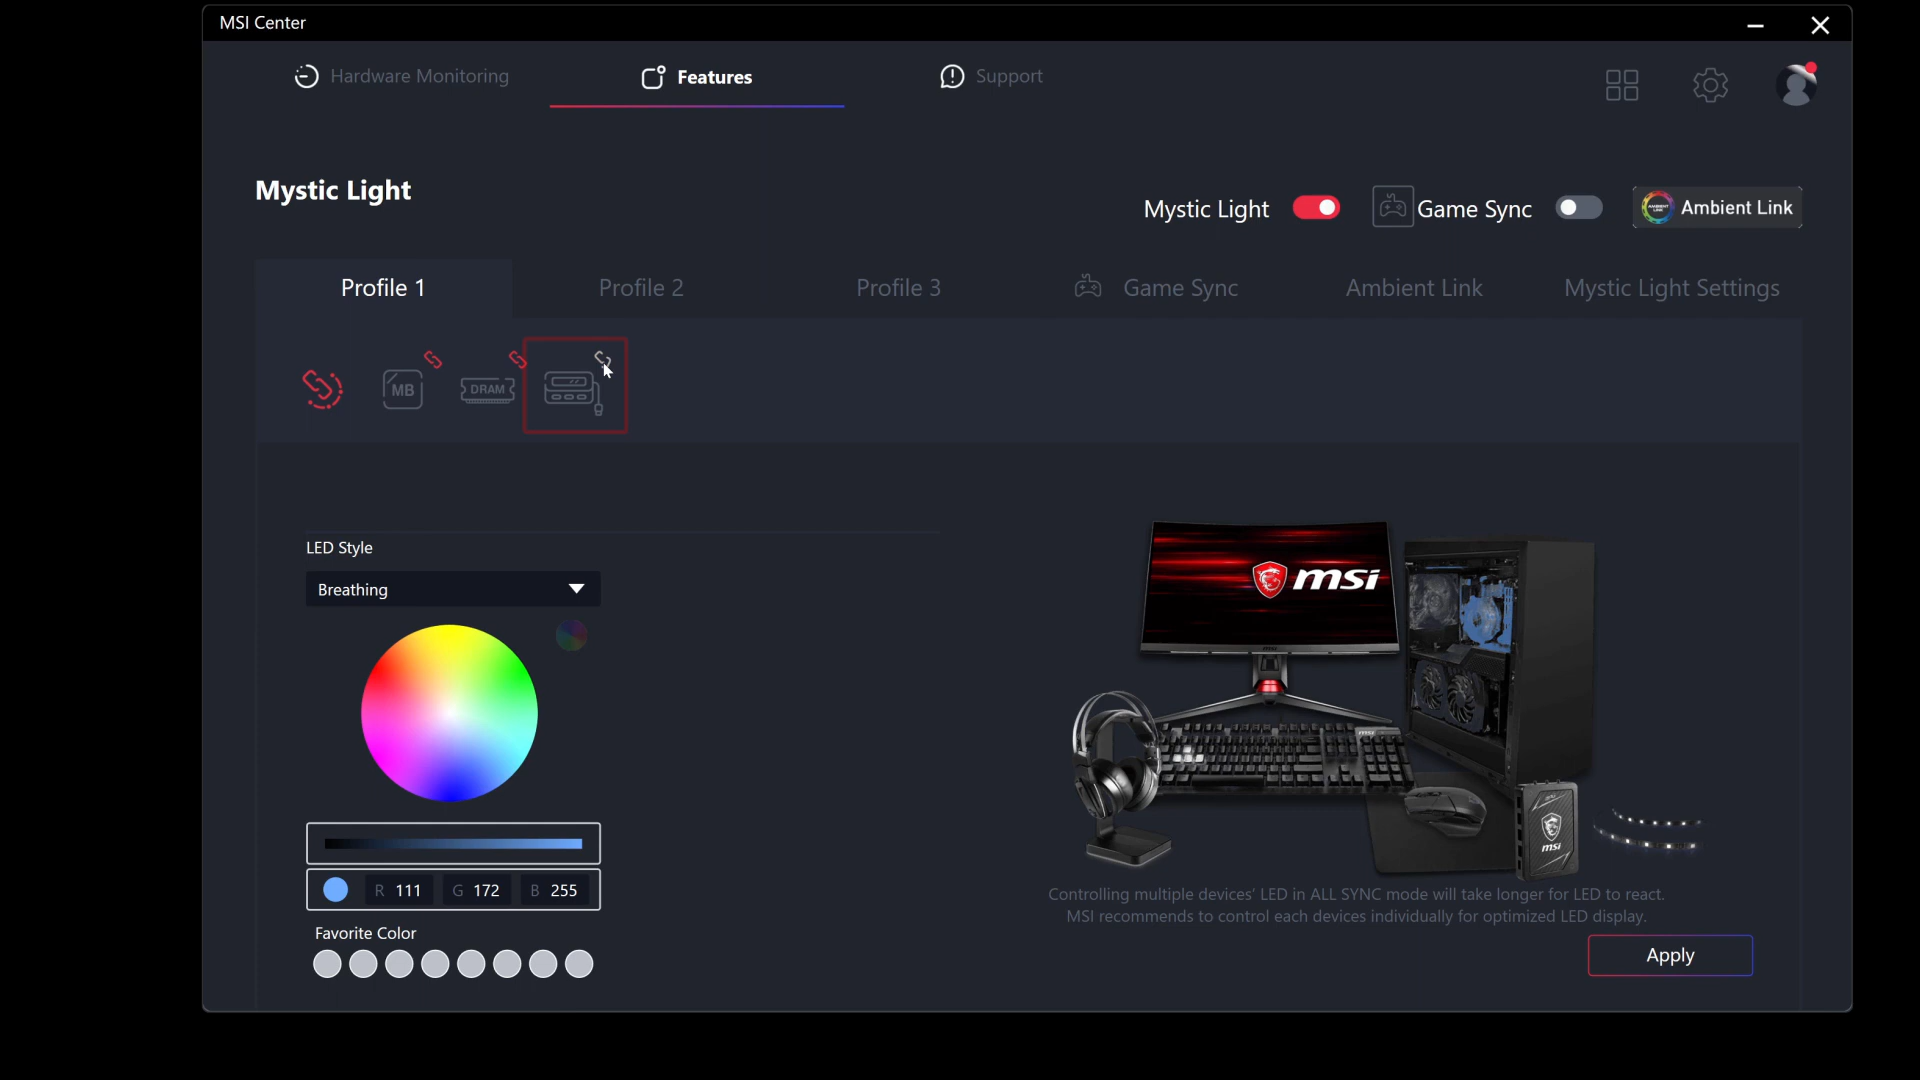 MSI Center
Hardware Monitoring
Features
Support
Mystic Light
Mystic Light
Game Sync
Ambient Link
Profile 1
Profile 2
Profile 3
Game Sync
Ambient Link
Mystic Light Settings
MB
DRAM
LED Style
Breathing
msi
msi
R 111 G 172 B 255
Controlling multiple devices' LED in ALL SYNC mode will take longer for LED to react.
MSI recommends to control each devices individually for optimized LED display.
Favorite Color
Apply